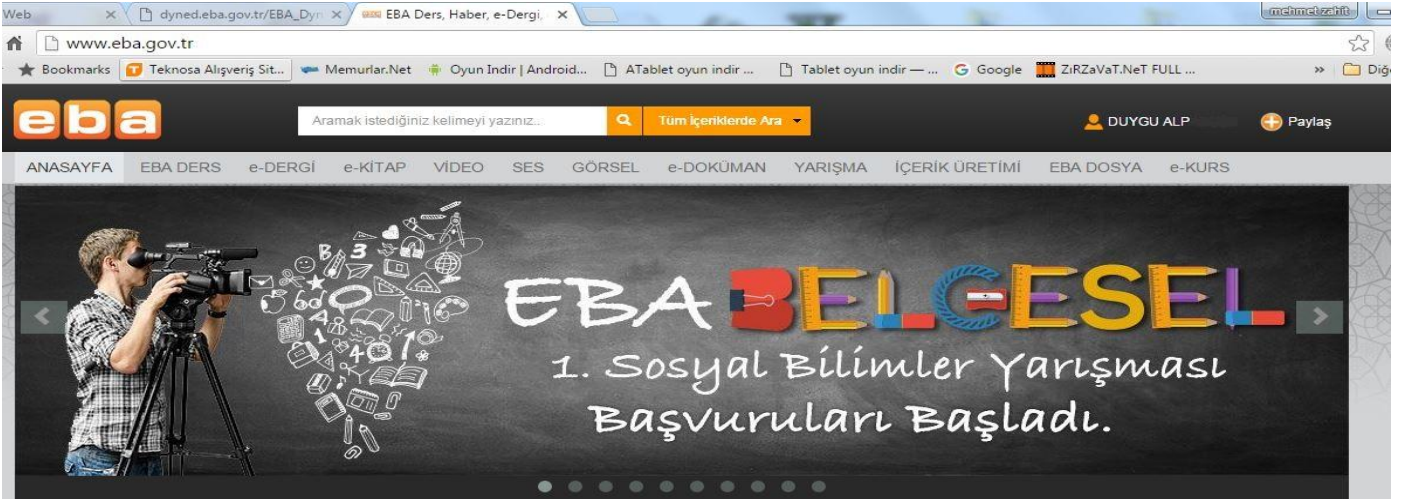 Web dyned.eba.gov.tr/EBA_Dyn EBA Ders, Haber, e-Dergi, mehmet zahit
www.eba.gov.tr
Bookmarks Teknosa Alışveriş Sit... Memurlar.Net Oyun Indir | Android... ATablet oyun indir ... Tablet oyun indir — ... Google ZıRZaVaT.NeT FULL ... » Diğe
eba Aramak istediğiniz kelimeyi yazınız.. Tüm İçeriklerde Ara DUYGU ALP Paylaş
ANASAYFA EBA DERS e-DERGİ e-KİTAP VİDEO SES GÖRSEL e-DOKÜMAN YARIŞMA İÇERİK ÜRETİMİ EBA DOSYA e-KURS
EBA BELGESEL
1. Sosyal Bilimler Yarışması
Başvuruları Başladı.